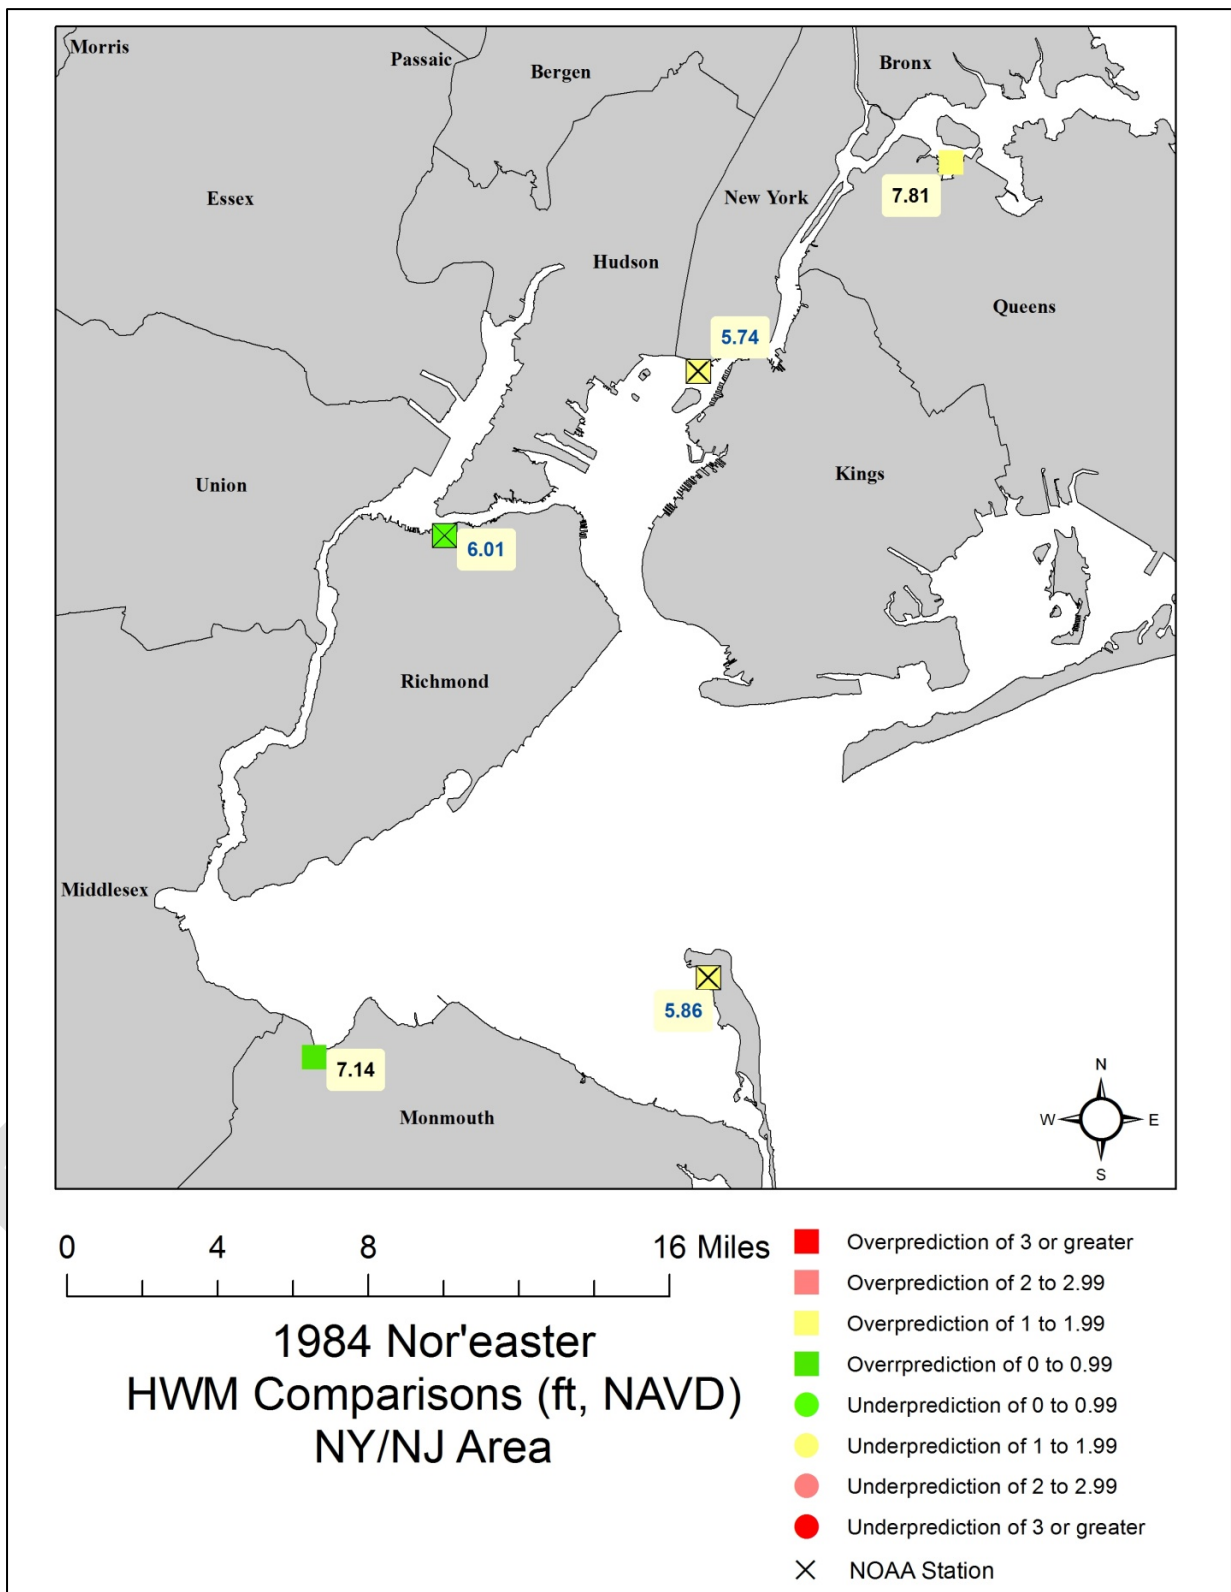 Morris
Passaic
Bergen
Bronx
Essex
New York
7.81
Hudson
Queens
5.74
Union
Kings
6.01
Richmond
Middlesex
5.86
7.14
Monmouth
N
W
E
S
0 4 8 16 Miles
1984 Nor'easter
HWM Comparisons (ft, NAVD)
NY/NJ Area
Overprediction of 3 or greater
Overprediction of 2 to 2.99
Overprediction of 1 to 1.99
Overrprediction of 0 to 0.99
Underprediction of 0 to 0.99
Underprediction of 1 to 1.99
Underprediction of 2 to 2.99
Underprediction of 3 or greater
NOAA Station